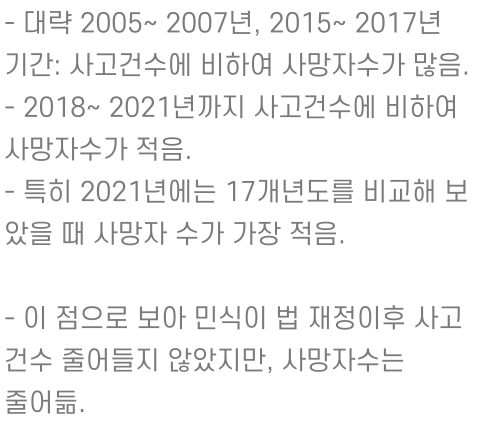 - 대략 2005~ 2007년, 2015~ 2017년
기간: 사고건수에 비하여 사망자수가 많음.
- 2018~ 2021년까지 사고건수에 비하여
사망자수가 적음.
- 특히 2021년에는 17개년도를 비교해 보
았을 때 사망자 수가 가장 적음.
- 이 점으로 보아 민식이 법 재정이후 사고
건수 줄어들지 않았지만, 사망자수는
줄어듦.